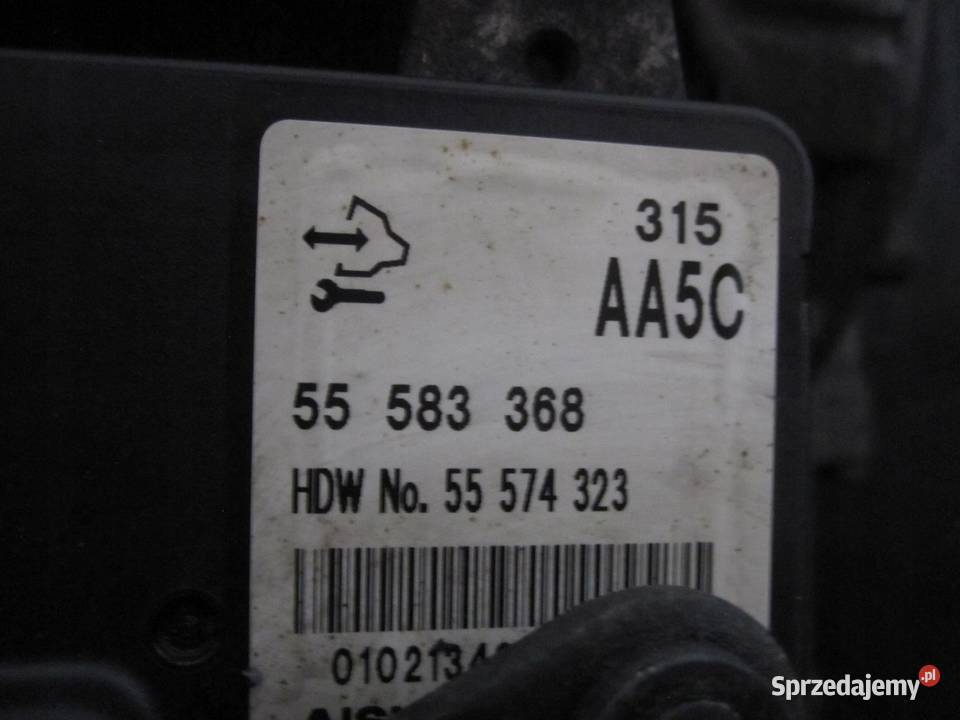 315
AA5C
55 583 368
HDW No. 55 574 323
Sprzedajemy.pl